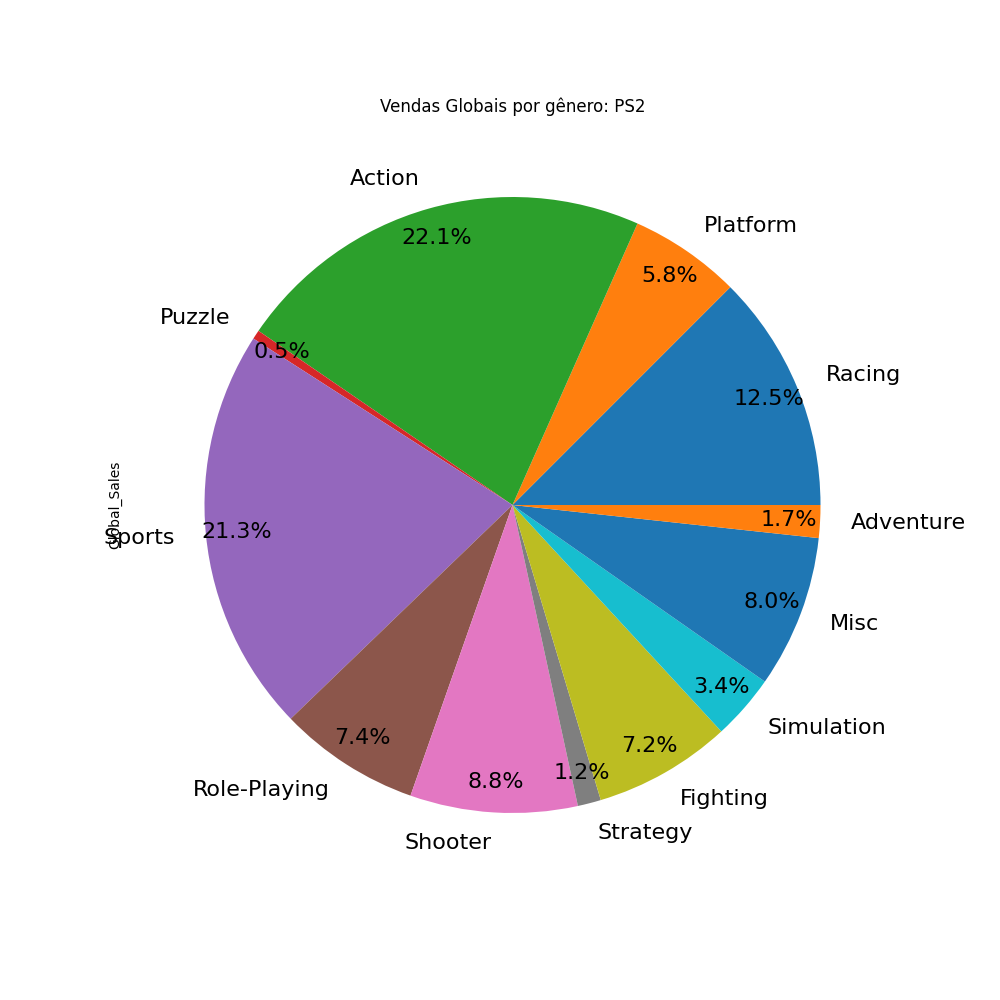 Vendas Globais por gênero: PS2
Action
22.1%
Platform
5.8%
Puzzle
0.5%
Racing
12.5%
Global_Sales
Sports
21.3%
1.7%
Adventure
8.0%
Misc
3.4%
Simulation
7.4%
Role-Playing
8.8%
Shooter
1.2%
Strategy
7.2%
Fighting